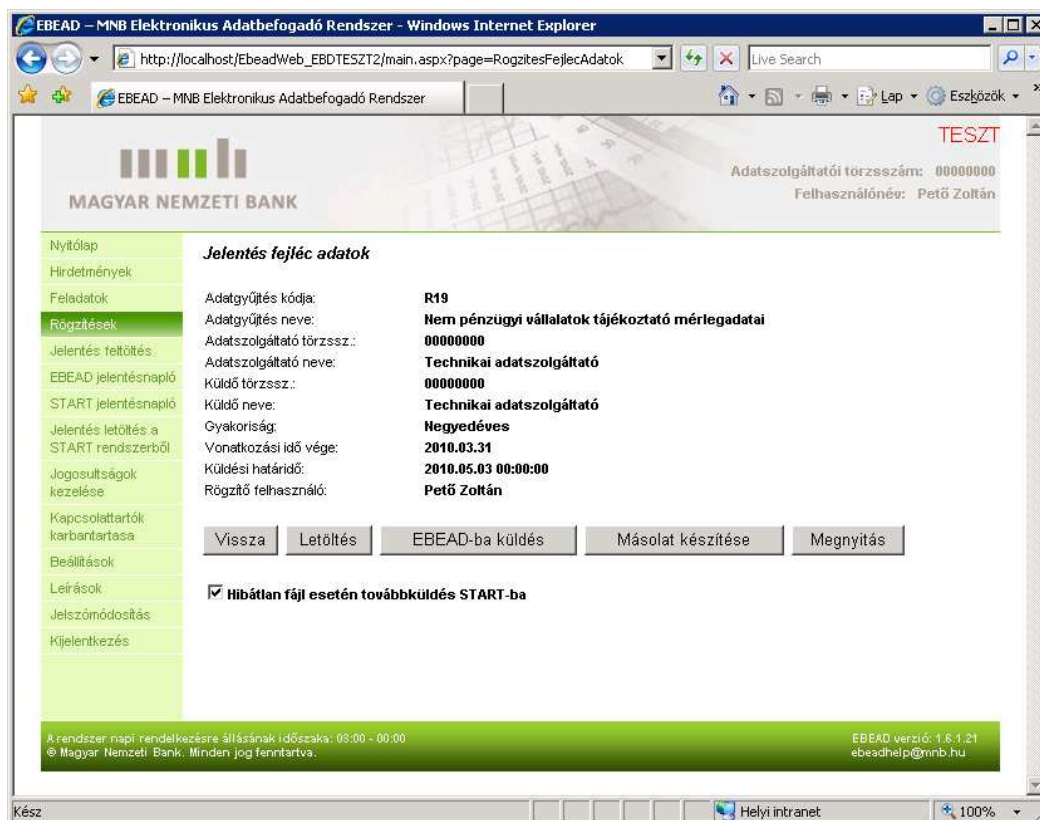 EBEAD – MNB Elektronikus Adatbefogadó Rendszer - Windows Internet Explorer
http://localhost/EbeadWeb_EBDTESZT2/main.aspx?page=RogzitesFejlecAdatok
Live Search
EBEAD – MNB Elektronikus Adatbefogadó Rendszer
Lap
Eszközök
»
TESZT
MAGYAR NEMZETI BANK
Adatszolgáltatói törzsszám: 00000000
Felhasználónév: Pető Zoltán
Nyitólap
Hirdetmények
Feladatok
Rögzítések
Jelentés feltöltés
EBEAD jelentésnapló
START jelentésnapló
Jelentés letöltés a
START rendszerből
Jogosultságok
kezelése
Kapcsolattartók
karbantartasa
Beállítások
Leírások
Jelszómódosítás
Kijelentkezés
Jelentés fejléc adatok
Adatgyűjtés kódja: R19
Adatgyűjtés neve: Nem pénzügyi vállalatok tájékoztató mérlegadatai
Adatszolgáltató törzssz.: 00000000
Adatszolgáltató neve: Technikai adatszolgáltató
Küldő törzssz.: 00000000
Küldő neve: Technikai adatszolgáltató
Gyakoriság: Negyedéves
Vonatkozási idő vége: 2010.03.31
Küldési határidő: 2010.05.03 00:00:00
Rögzítő felhasználó: Pető Zoltán
Vissza Letöltés EBEAD-ba küldés Másolat készítése Megnyitás
Hibátlan fájl esetén továbbküldés START-ba
A rendszer napi rendelkezésre állásának időszaka: 03:00 - 00:00
© Magyar Nemzeti Bank. Minden jog fenntartva.
EBEAD verzió: 1.6.1.21
ebeadhelp@mnb.hu
Kész
Helyi intranet
100%